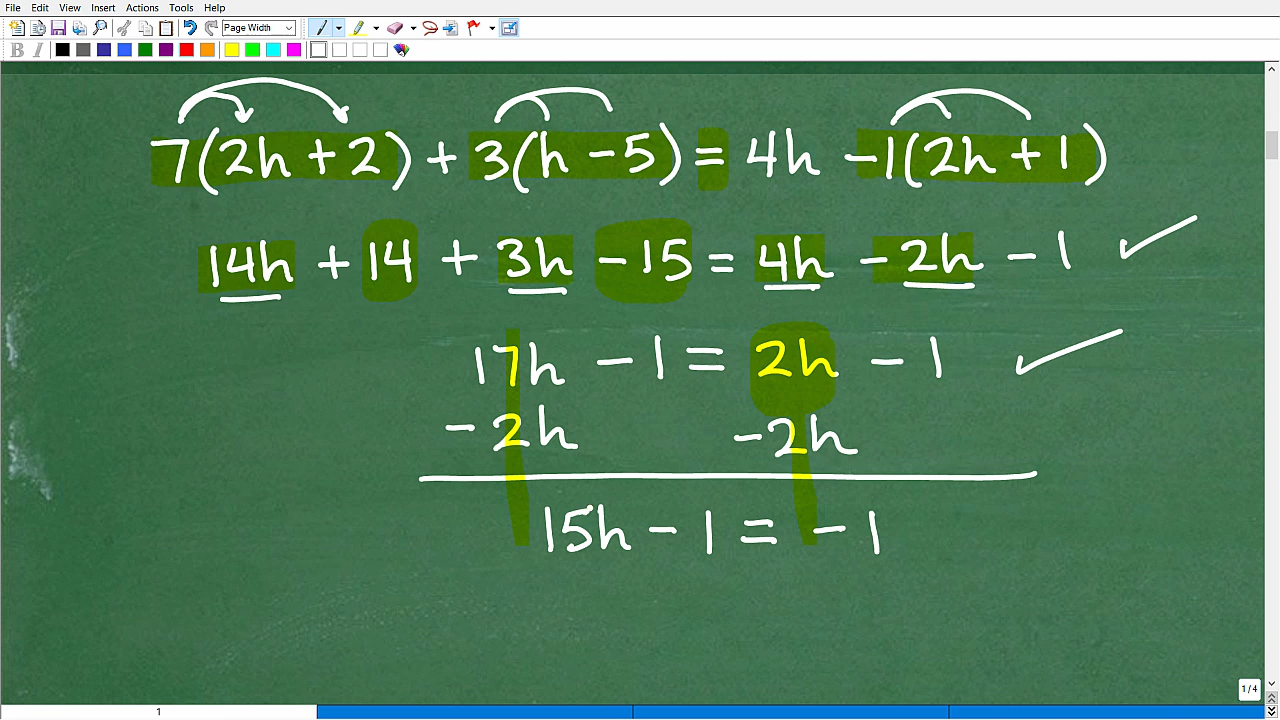 File Edit View Insert Actions Tools Help
Page Width
B I
7(2h + 2) + 3(h - 5) = 4h - 1(2h + 1)
14h + 14 + 3h - 15 = 4h - 2h - 1
17h - 1 = 2h - 1
- 2h - 2h
15h - 1 = - 1
1/4
1